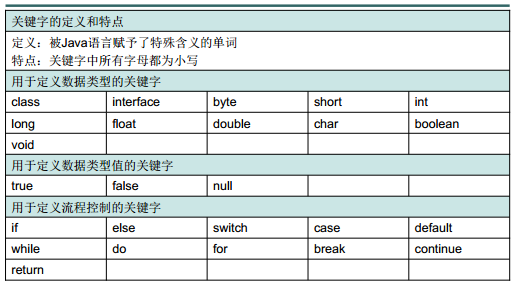 关键字的定义和特点
定义：被Java语言赋予了特殊含义的单词
特点：关键字中所有字母都为小写
用于定义数据类型的关键字
class interface byte short int
long float double char boolean
void
用于定义数据类型值的关键字
true false null
用于定义流程控制的关键字
if else switch case default
while do for break continue
return